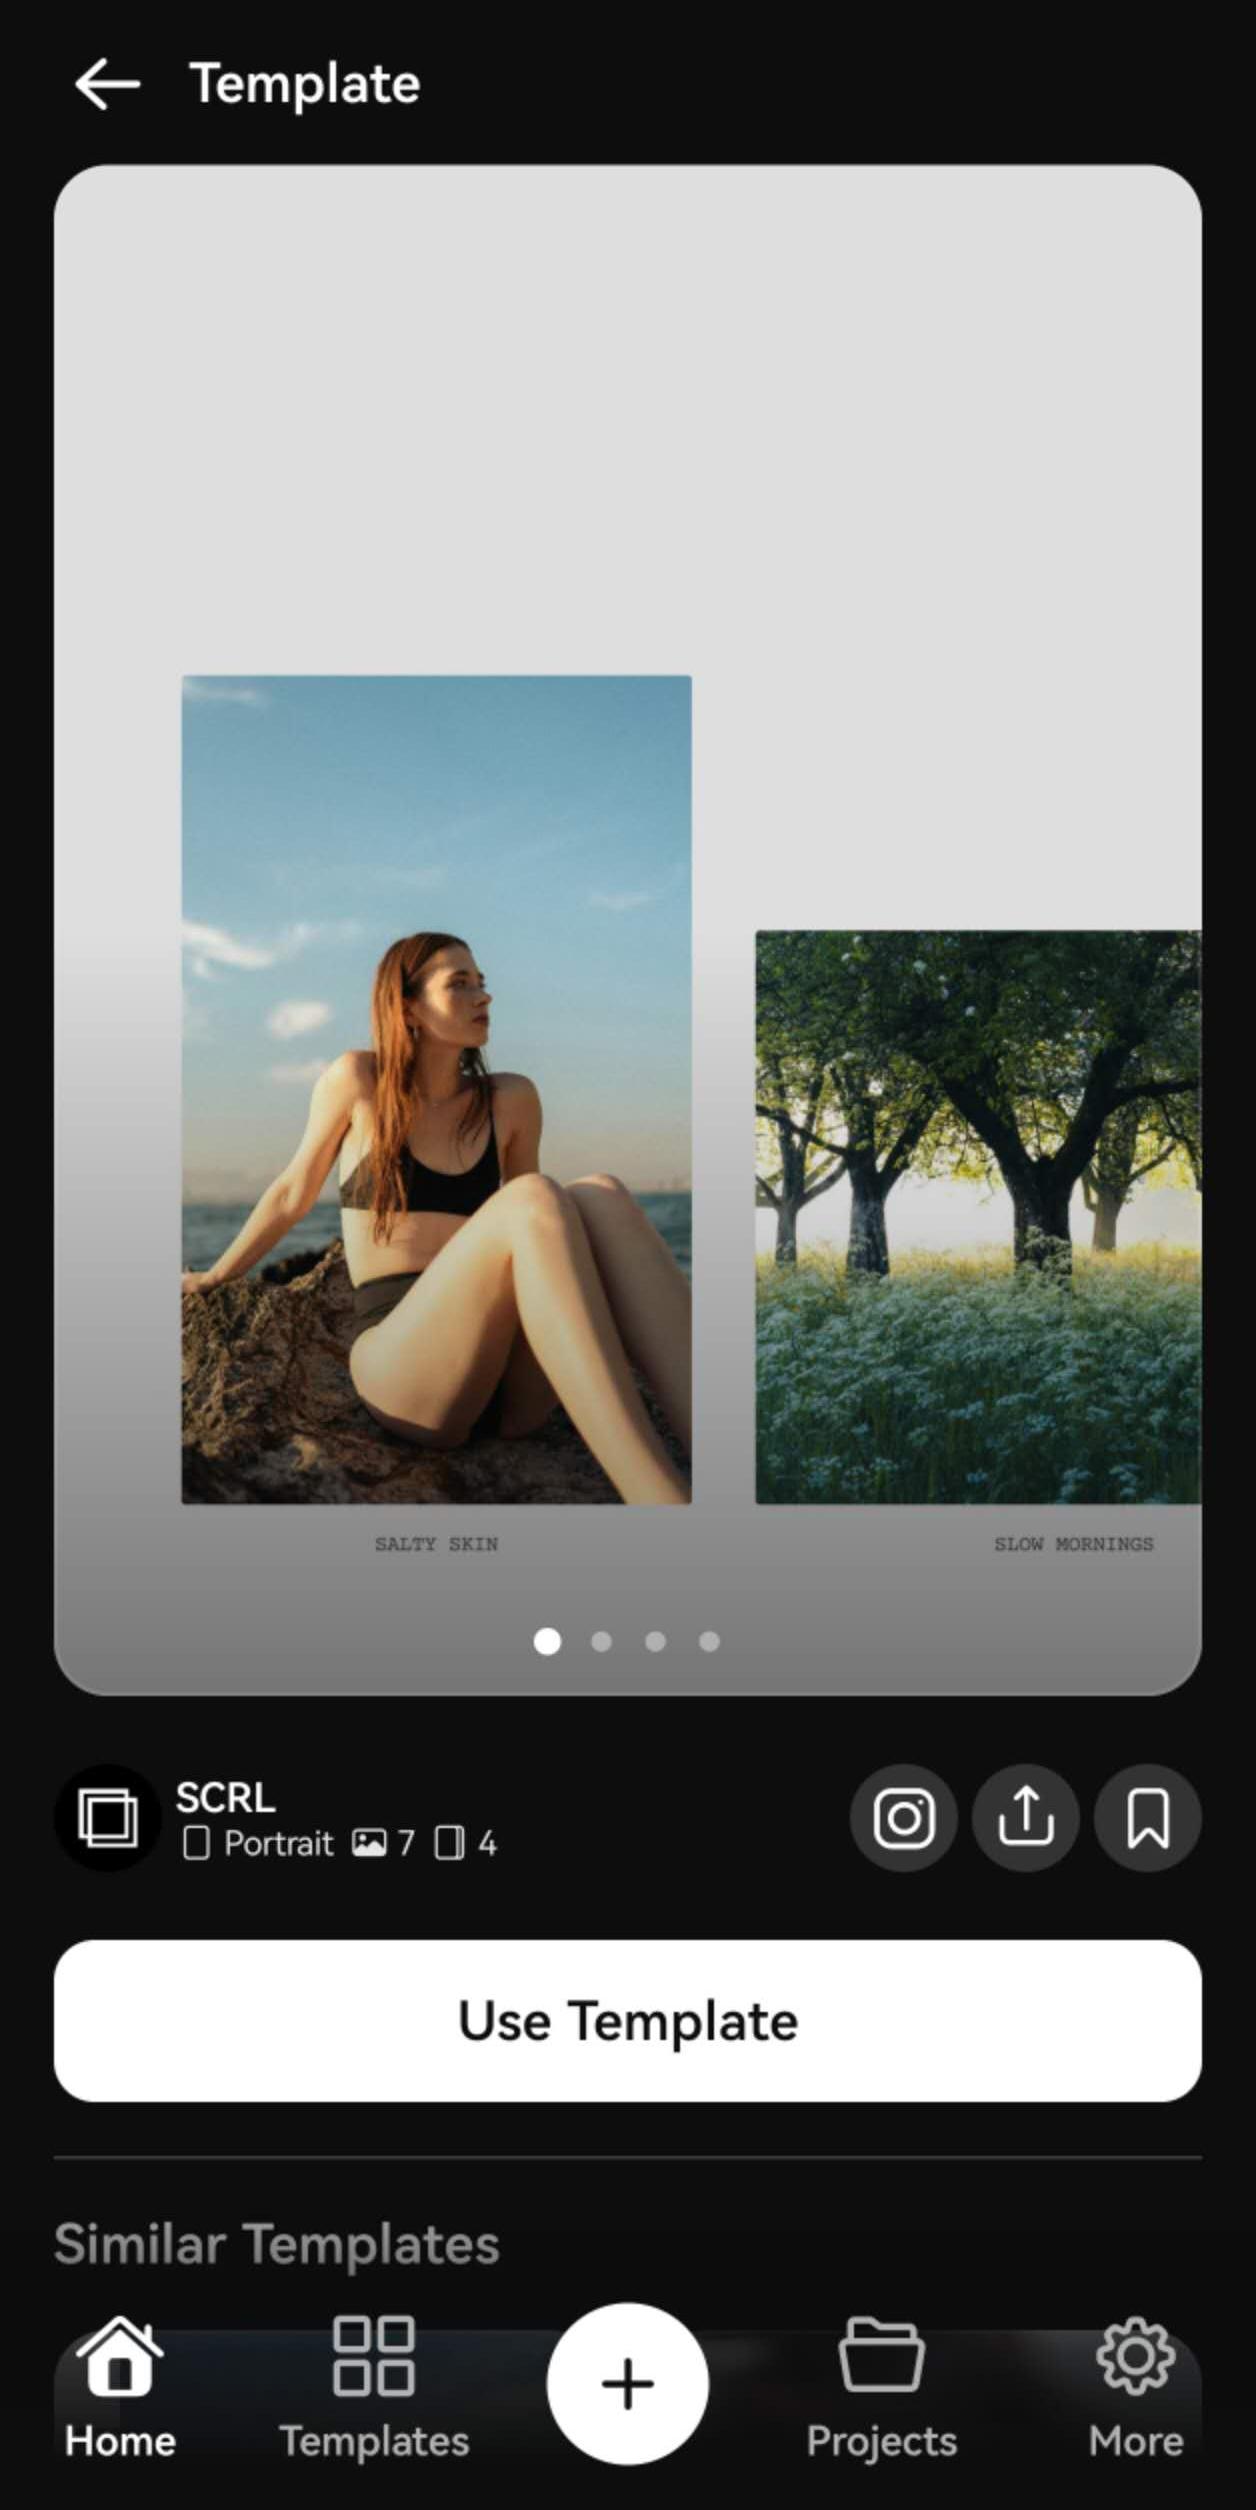 Template
SALTY SKIN
SLOW MORNINGS
SCRL
Portrait 7 4
Use Template
Similar Templates
Home
Templates
Projects
More